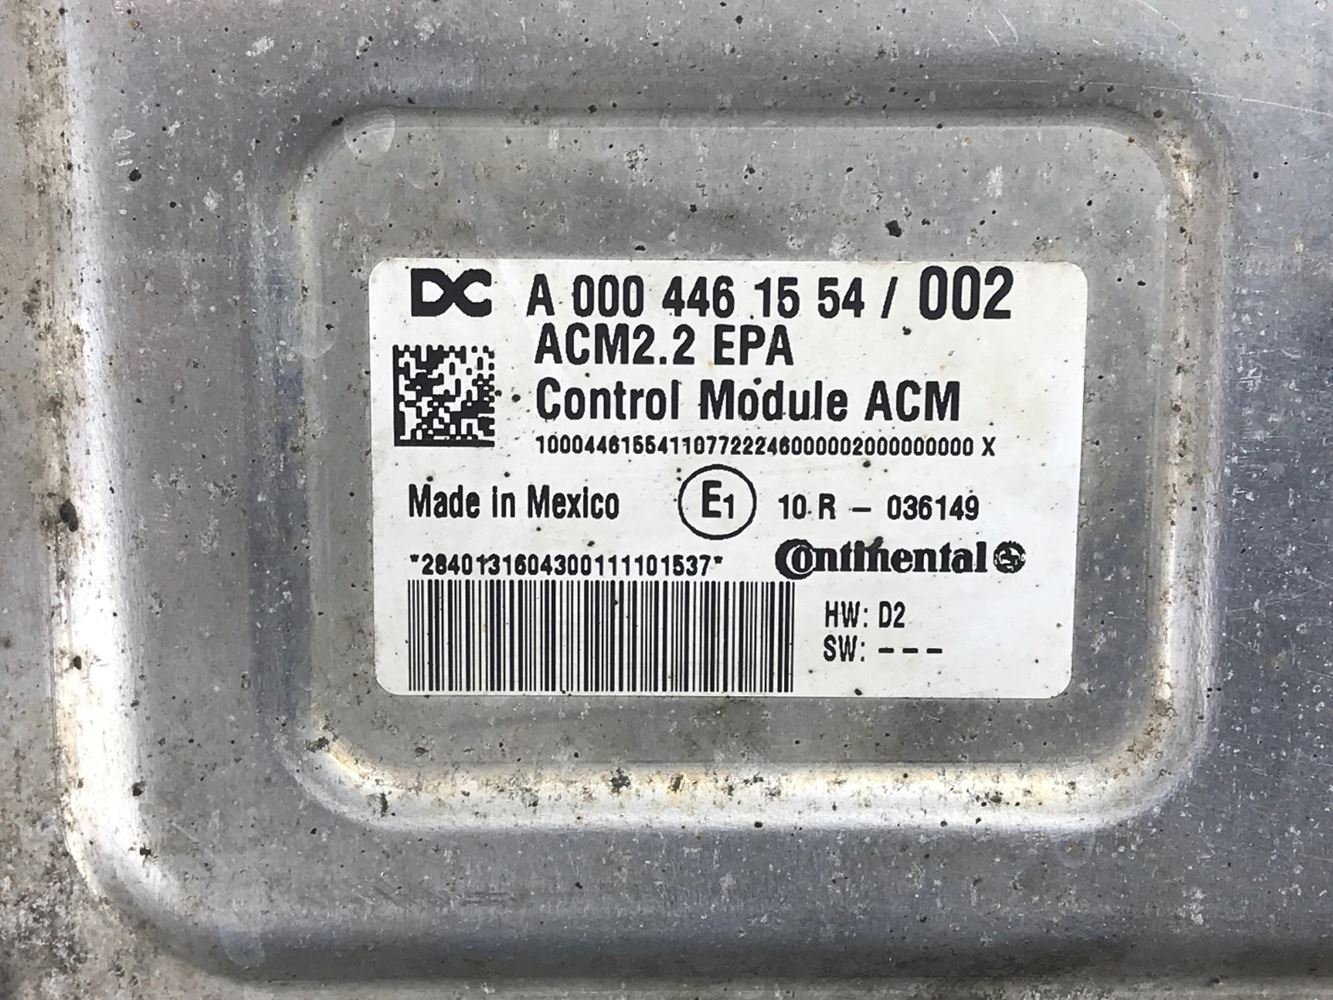 DC A 000 446 15 54 / 002
ACM2.2 EPA
Control Module ACM
10004461554110772224600000200000000 X
Made in Mexico E1 10 R - 036149
*2840131604300111101537* Continental
HW: D2
SW: ---